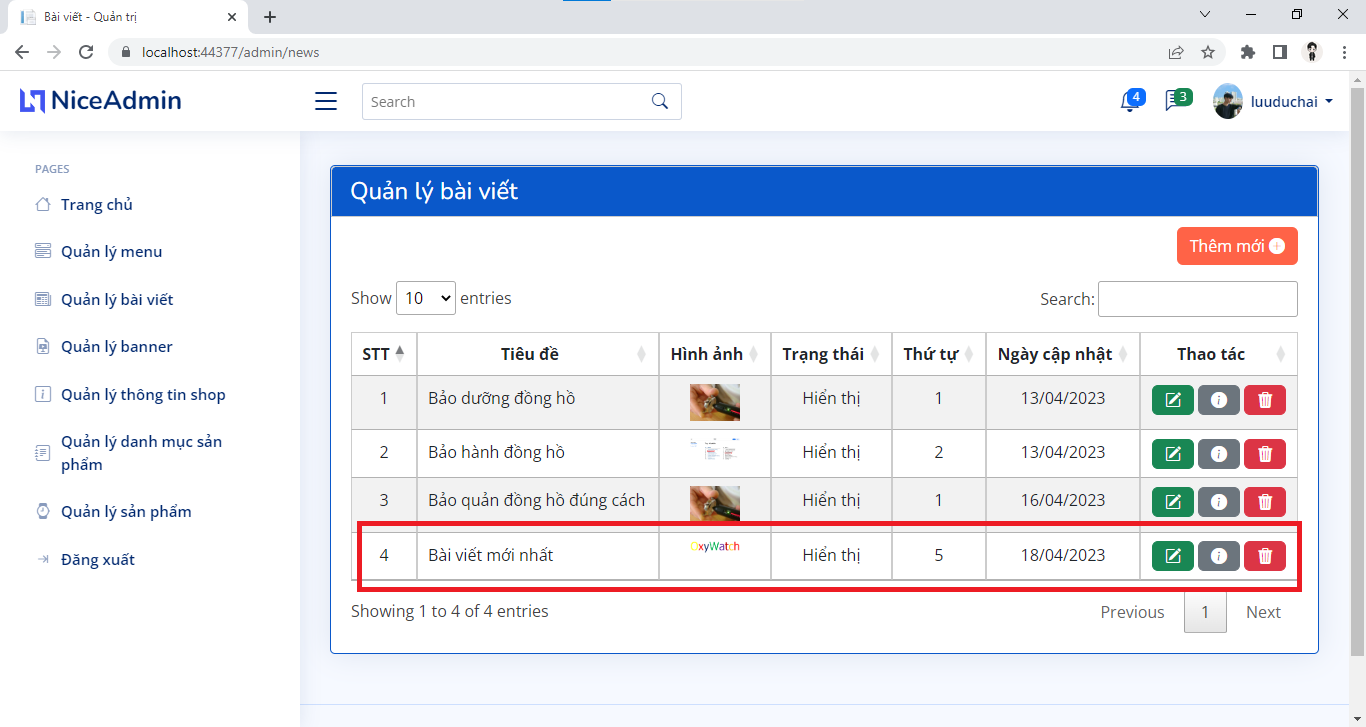 Bài viết - Quản trị
localhost:44377/admin/news
NiceAdmin
Search
4
3
luuduchai
PAGES
Trang chủ
Quản lý menu
Quản lý bài viết
Quản lý banner
Quản lý thông tin shop
Quản lý danh mục sản
phẩm
Quản lý sản phẩm
Đăng xuất
Quản lý bài viết
Thêm mới
Show 10 entries
Search:
STT Tiêu đề Hình ảnh Trạng thái Thứ tự Ngày cập nhật Thao tác
1 Bảo dưỡng đồng hồ Hiển thị 1 13/04/2023
2 Bảo hành đồng hồ Hiển thị 2 13/04/2023
3 Bảo quản đồng hồ đúng cách Hiển thị 1 16/04/2023
4 Bài viết mới nhất OxyWatch Hiển thị 5 18/04/2023
Showing 1 to 4 of 4 entries
Previous 1 Next